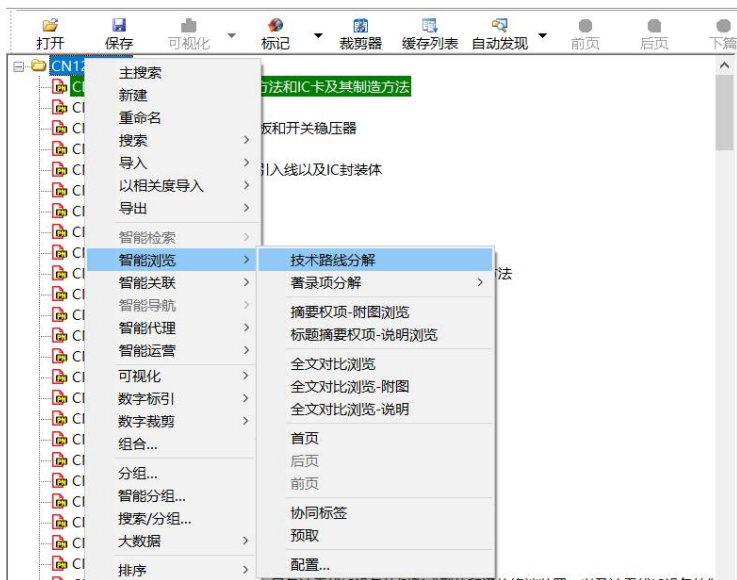 打开 保存 可视化 标记 裁剪器 缓存列表 自动发现 前页 后页 下篇
CN12
主搜索
方法和IC卡及其制造方法
新建
重命名
板和开关稳压器
搜索
导入
引入线以及IC封装体
以相关度导入
导出
智能检索
智能浏览
技术路线分解
智能关联
著录项分解
方法
智能导航
摘要权项-附图浏览
智能代理
标题摘要权项-说明浏览
智能运营
全文对比浏览
可视化
全文对比浏览-附图
数字标引
全文对比浏览-说明
数字裁剪
首页
组合...
后页
分组...
前页
智能分组...
协同标签
搜索/分组...
预取
大数据
配置...
排序